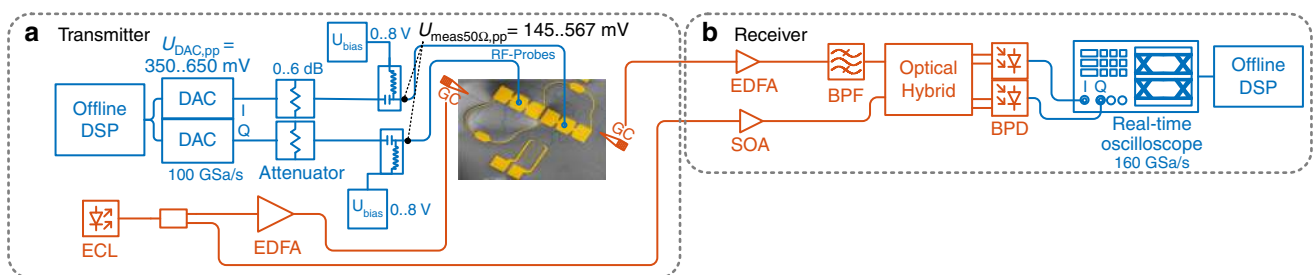 a Transmitter
U_DAC,pp =
350..650 mV
U_bias
0..8 V
U_meas50Ω,pp = 145..567 mV
RF-Probes
0..6 dB
Offline
DSP
DAC
I
DAC
Q
100 GSa/s
Attenuator
U_bias
0..8 V
GC
GC
ECL
EDFA
b Receiver
EDFA
SOA
BPF
Optical
Hybrid
BPD
I Q
Real-time
oscilloscope
160 GSa/s
Offline
DSP